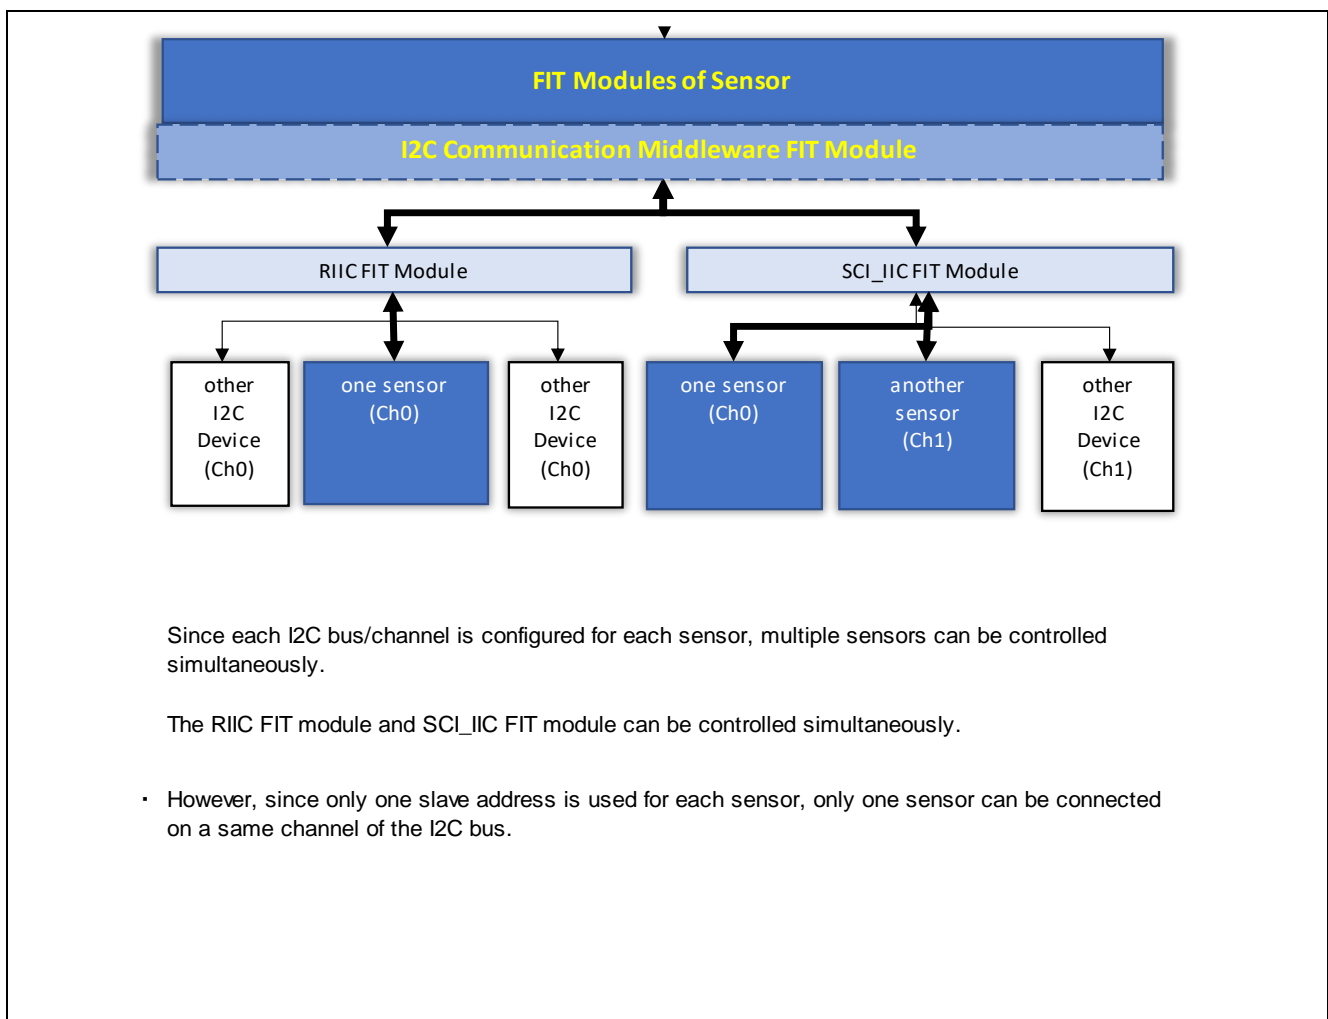 FIT Modules of Sensor
I2C Communication Middleware FIT Module
RIIC FIT Module
SCI_IIC FIT Module
other
I2C
Device
(Ch0)
one sensor
(Ch0)
other
I2C
Device
(Ch0)
one sensor
(Ch0)
another
sensor
(Ch1)
other
I2C
Device
(Ch1)
Since each I2C bus/channel is configured for each sensor, multiple sensors can be controlled
simultaneously.
The RIIC FIT module and SCI_IIC FIT module can be controlled simultaneously.
· However, since only one slave address is used for each sensor, only one sensor can be connected
on a same channel of the I2C bus.